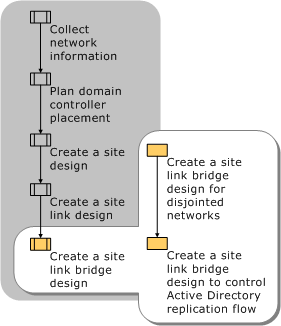 Collect
network
information
Plan domain
controller
placement
Create a site
design
Create a site
link design
Create a site
link bridge
design
Create a site
link bridge
design for
disjointed
networks
Create a site
link bridge
design to control
Active Directory
replication flow